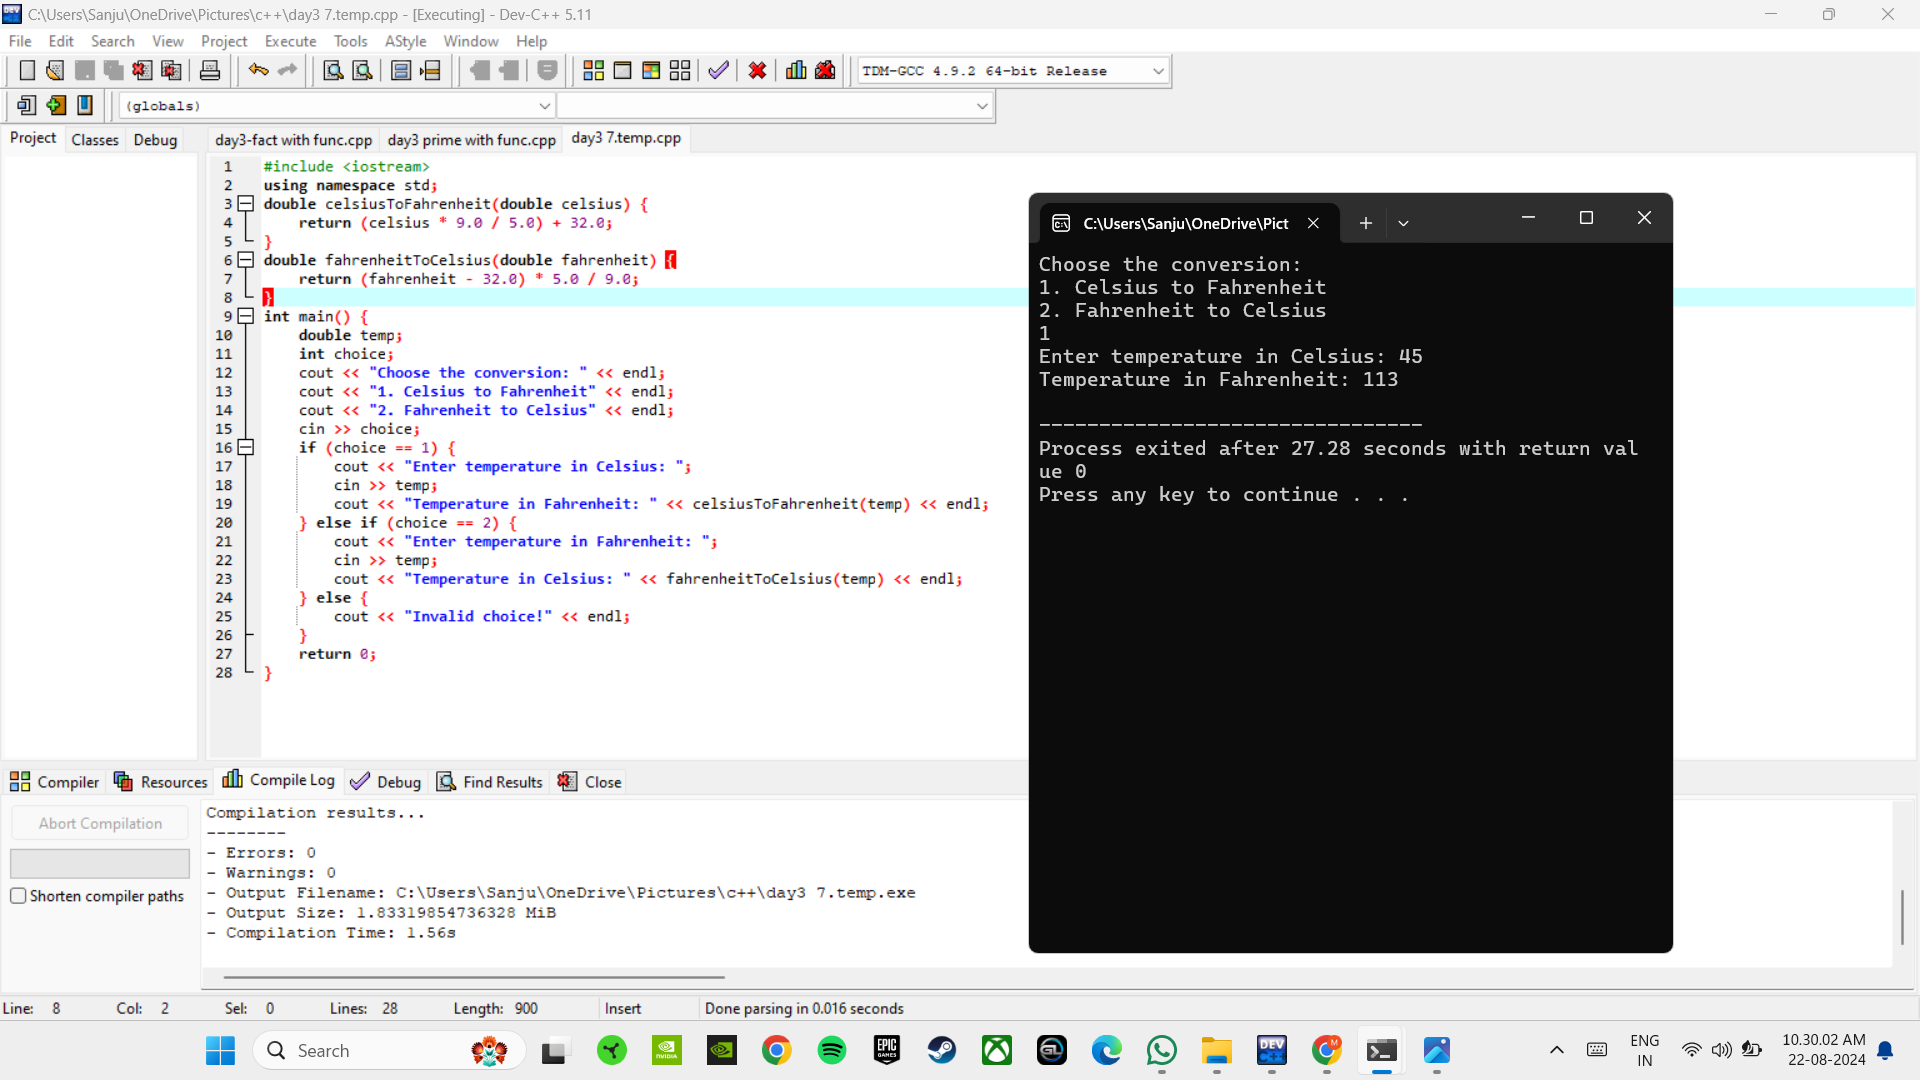 C:\Users\Sanju\OneDrive\Pictures\c++\day3 7.temp.cpp - [Executing] - Dev-C++ 5.11
File Edit Search View Project Execute Tools AStyle Window Help
TDM-GCC 4.9.2 64-bit Release
(globals)
Project Classes Debug
day3-fact with func.cpp day3 prime with func.cpp day3 7.temp.cpp
1 #include <iostream>
2 using namespace std;
3 double celsiusToFahrenheit(double celsius) {
4 return (celsius * 9.0 / 5.0) + 32.0;
5 }
6 double fahrenheitToCelsius(double fahrenheit) {
7 return (fahrenheit - 32.0) * 5.0 / 9.0;
8 }
9 int main() {
10 double temp;
11 int choice;
12 cout << "Choose the conversion: " << endl;
13 cout << "1. Celsius to Fahrenheit" << endl;
14 cout << "2. Fahrenheit to Celsius" << endl;
15 cin >> choice;
16 if (choice == 1) {
17 cout << "Enter temperature in Celsius: ";
18 cin >> temp;
19 cout << "Temperature in Fahrenheit: " << celsiusToFahrenheit(temp) << endl;
20 } else if (choice == 2) {
21 cout << "Enter temperature in Fahrenheit: ";
22 cin >> temp;
23 cout << "Temperature in Celsius: " << fahrenheitToCelsius(temp) << endl;
24 } else {
25 cout << "Invalid choice!" << endl;
26 }
27 return 0;
28 }
C:\Users\Sanju\OneDrive\Pict
Choose the conversion:
1. Celsius to Fahrenheit
2. Fahrenheit to Celsius
1
Enter temperature in Celsius: 45
Temperature in Fahrenheit: 113
--------------------------------
Process exited after 27.28 seconds with return val
ue 0
Press any key to continue . . .
Compiler Resources Compile Log Debug Find Results Close
Abort Compilation
Shorten compiler paths
Compilation results...
--------
- Errors: 0
- Warnings: 0
- Output Filename: C:\Users\Sanju\OneDrive\Pictures\c++\day3 7.temp.exe
- Output Size: 1.83319854736328 MiB
- Compilation Time: 1.56s
Line: 8 Col: 2 Sel: 0 Lines: 28 Length: 900 Insert Done parsing in 0.016 seconds
Search
ENG
IN
10.30.02 AM
22-08-2024